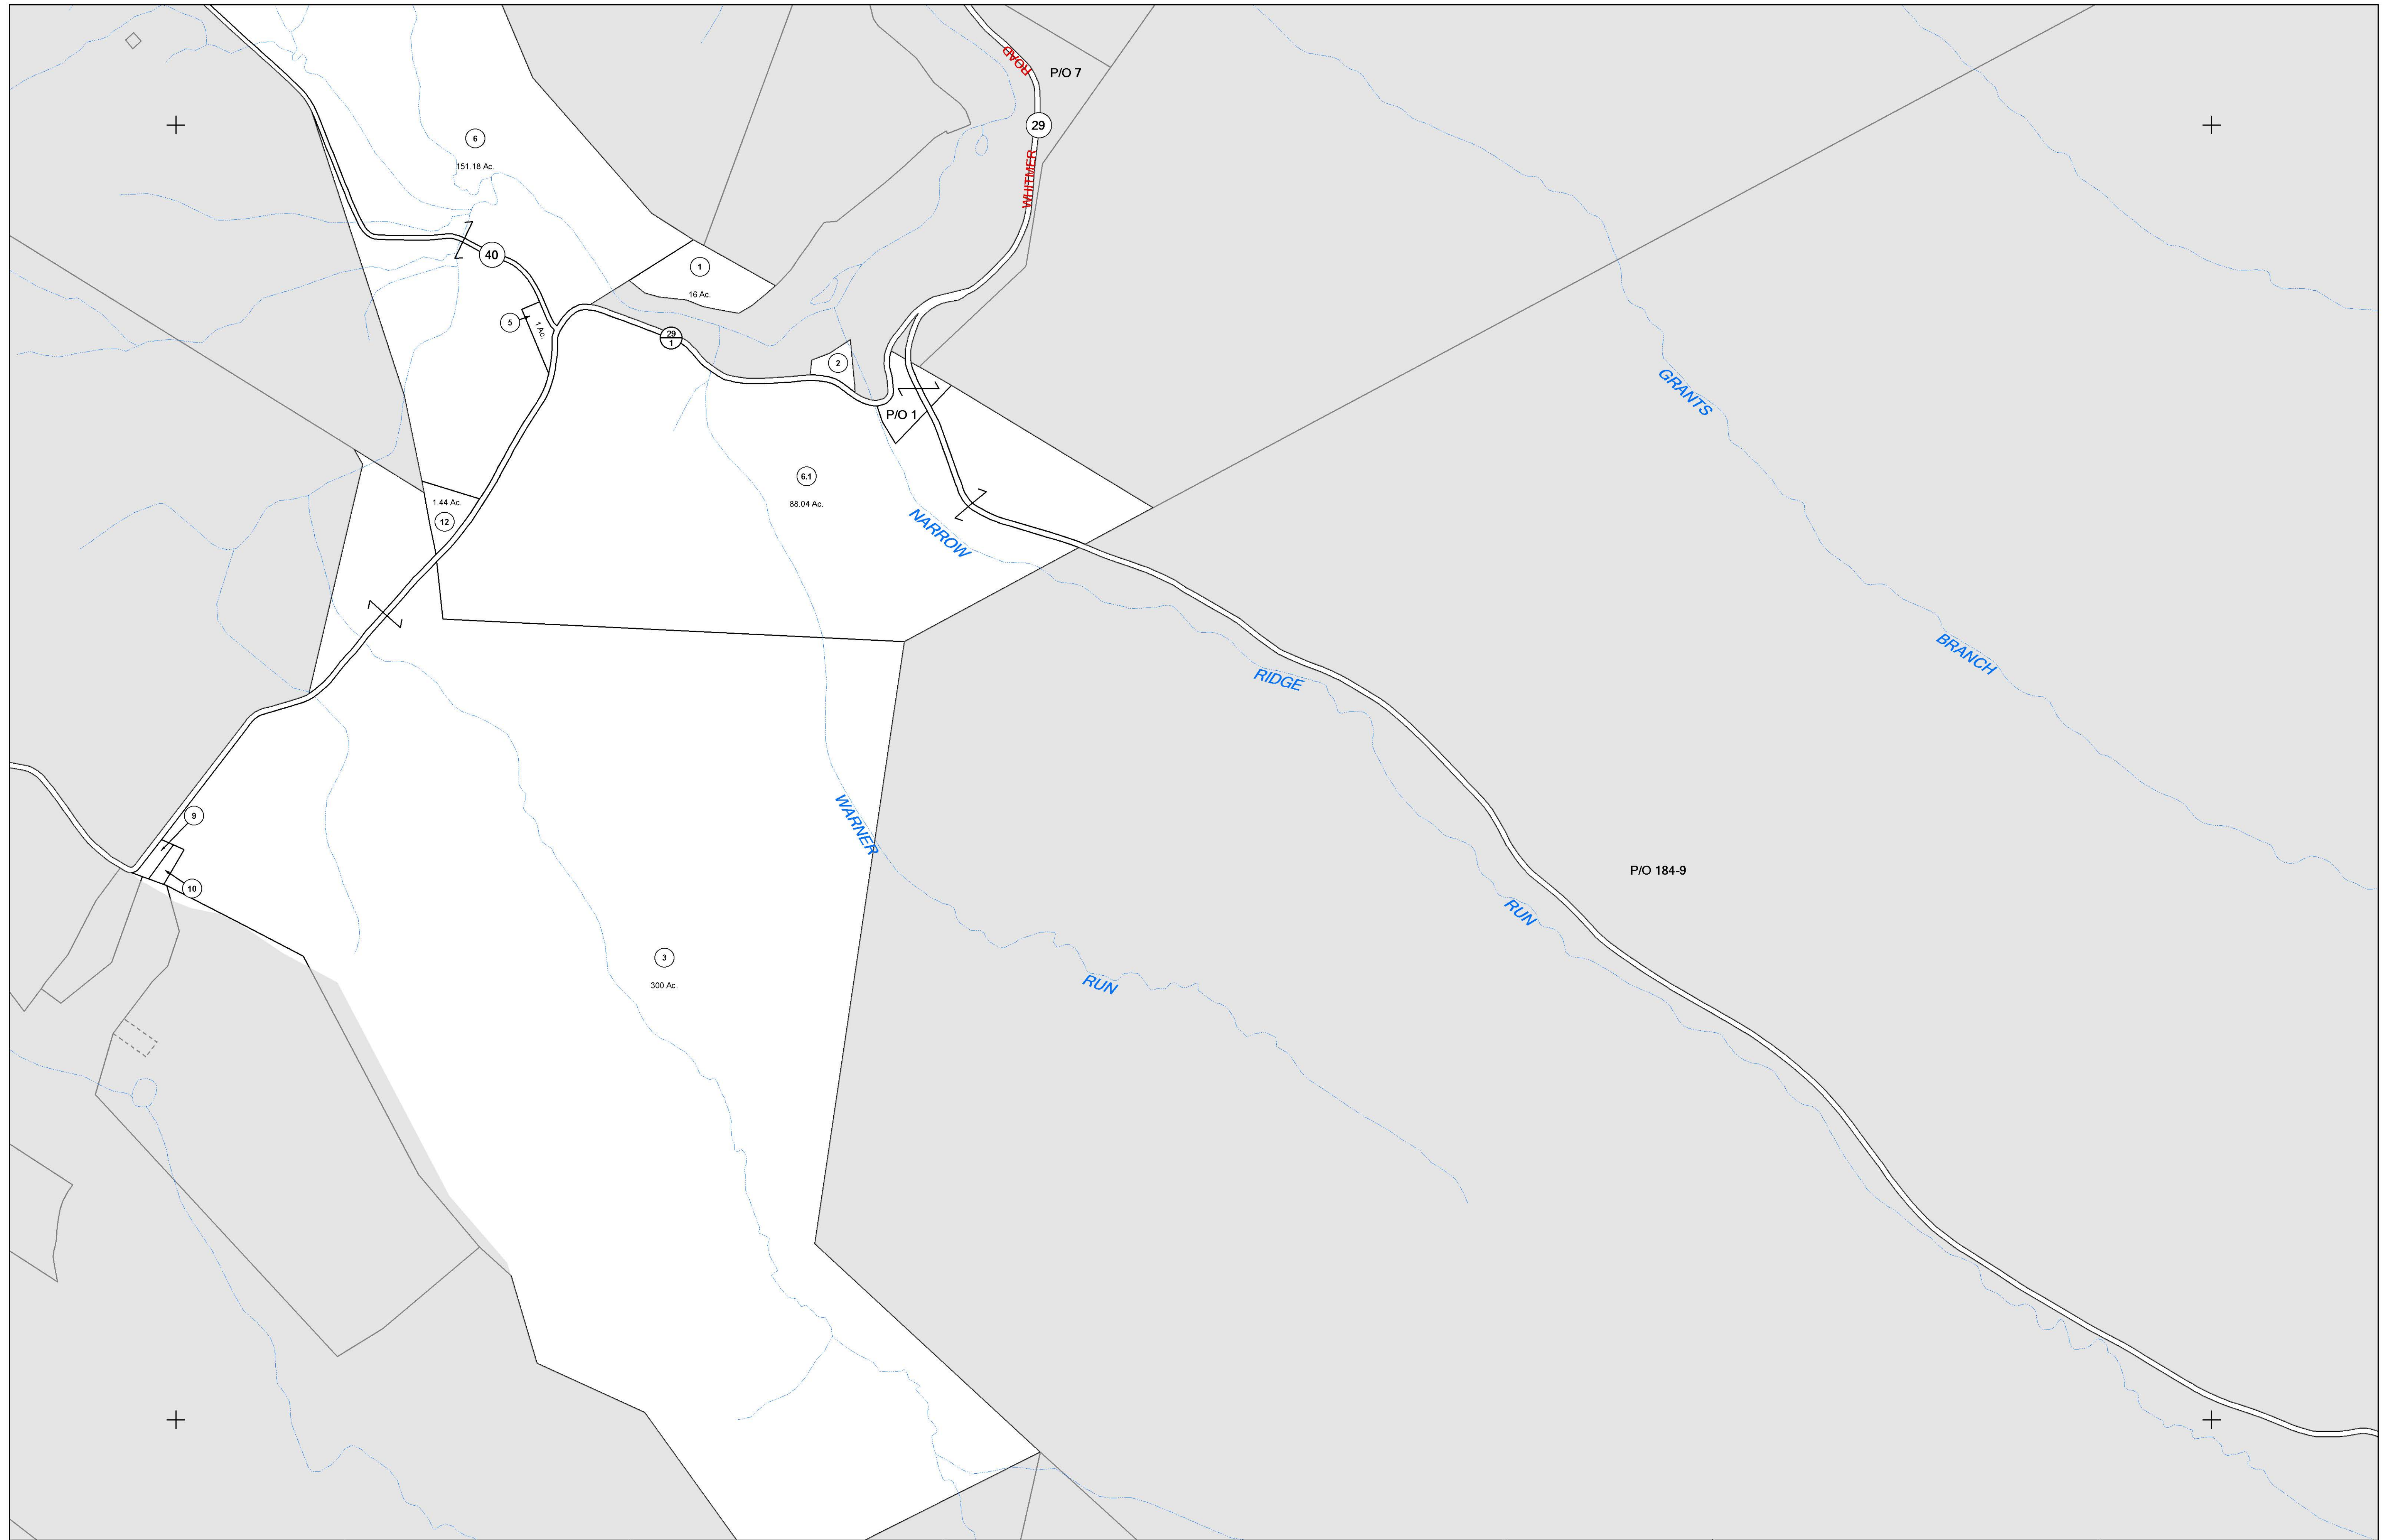 ROAD
P/O 7
29
WHITMER
6
151.18 Ac.
40
1
16 Ac.
5
1 Ac.
29
1
2
P/O 1
GRANTS
6.1
88.04 Ac.
1.44 Ac.
12
NARROW
BRANCH
RIDGE
9
WARNER
10
P/O 184-9
RUN
3
300 Ac.
RUN